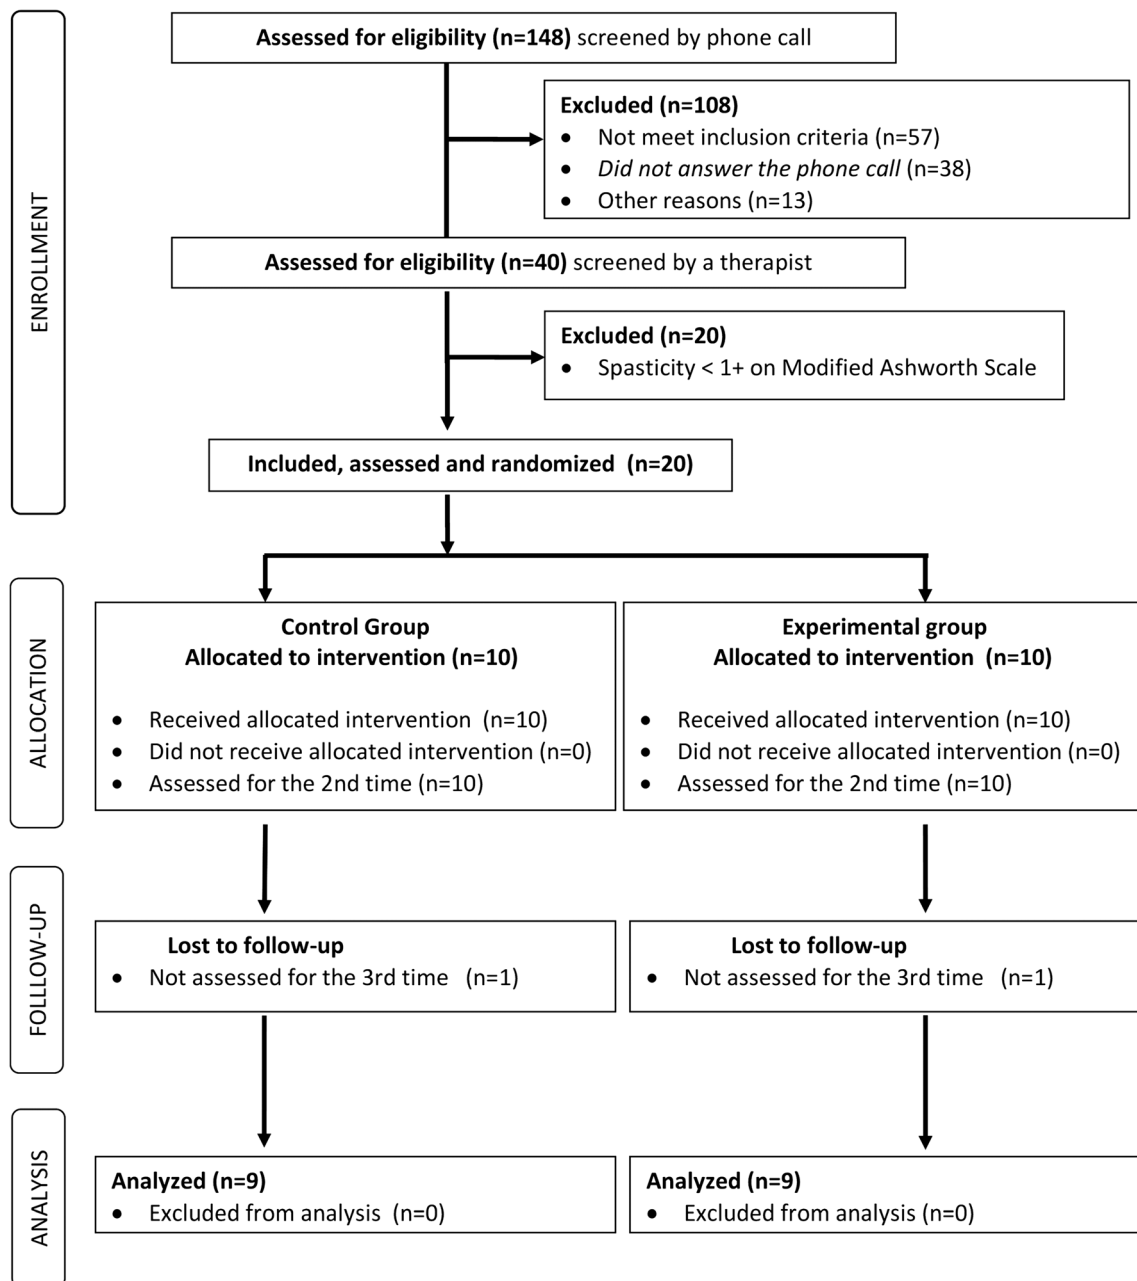 Assessed for eligibility (n=148) screened by phone call
Excluded (n=108)
• Not meet inclusion criteria (n=57)
• Did not answer the phone call (n=38)
• Other reasons (n=13)
ENROLLMENT
Assessed for eligibility (n=40) screened by a therapist
Excluded (n=20)
• Spasticity < 1+ on Modified Ashworth Scale
Included, assessed and randomized (n=20)
ALLOCATION
Control Group
Allocated to intervention (n=10)
• Received allocated intervention (n=10)
• Did not receive allocated intervention (n=0)
• Assessed for the 2nd time (n=10)
Experimental group
Allocated to intervention (n=10)
• Received allocated intervention (n=10)
• Did not receive allocated intervention (n=0)
• Assessed for the 2nd time (n=10)
FOLLLOW-UP
Lost to follow-up
• Not assessed for the 3rd time (n=1)
Lost to follow-up
• Not assessed for the 3rd time (n=1)
ANALYSIS
Analyzed (n=9)
• Excluded from analysis (n=0)
Analyzed (n=9)
• Excluded from analysis (n=0)